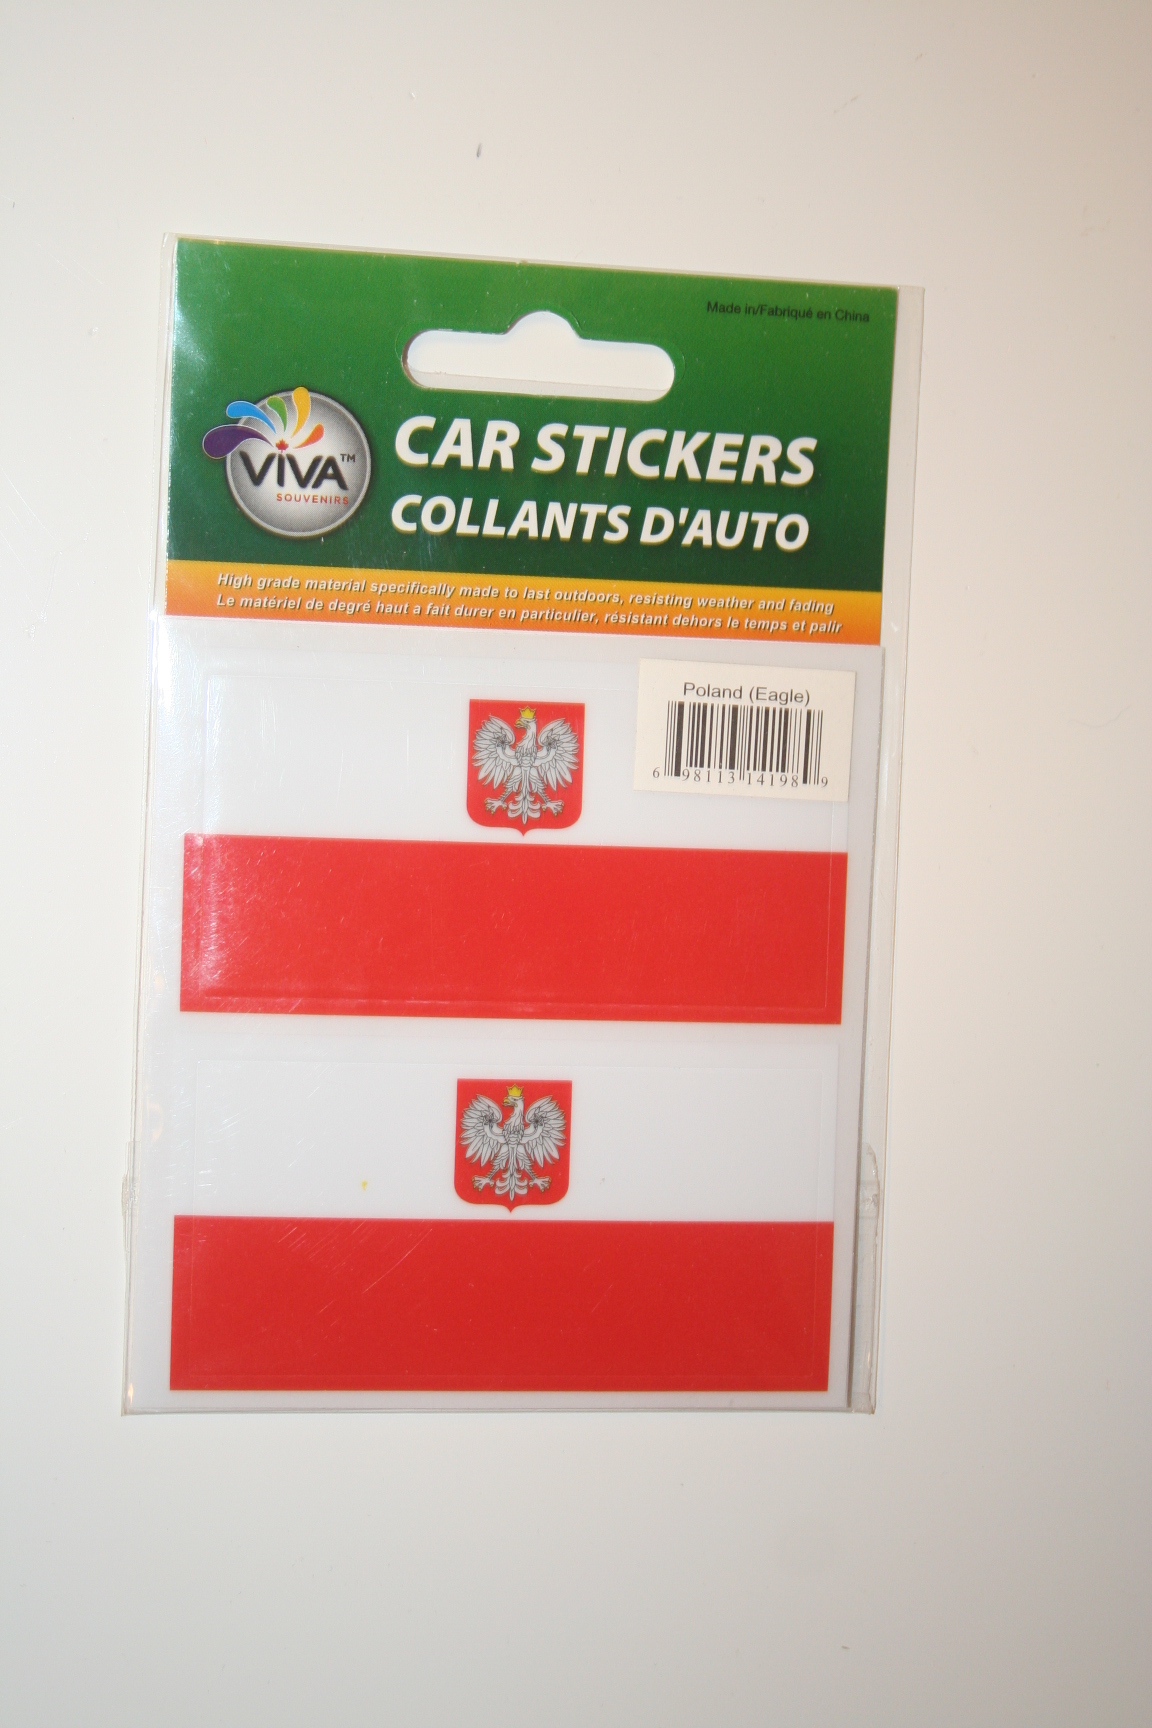 Made in/Fabriqué en China
VIVA™
SOUVENIRS
CAR STICKERS
COLLANTS D'AUTO
High grade material specifically made to last outdoors, resisting weather and fading
Le matériel de degré haut a fait durer en particulier, résistant dehors le temps et palir
Poland (Eagle)
6 98113 14198 9